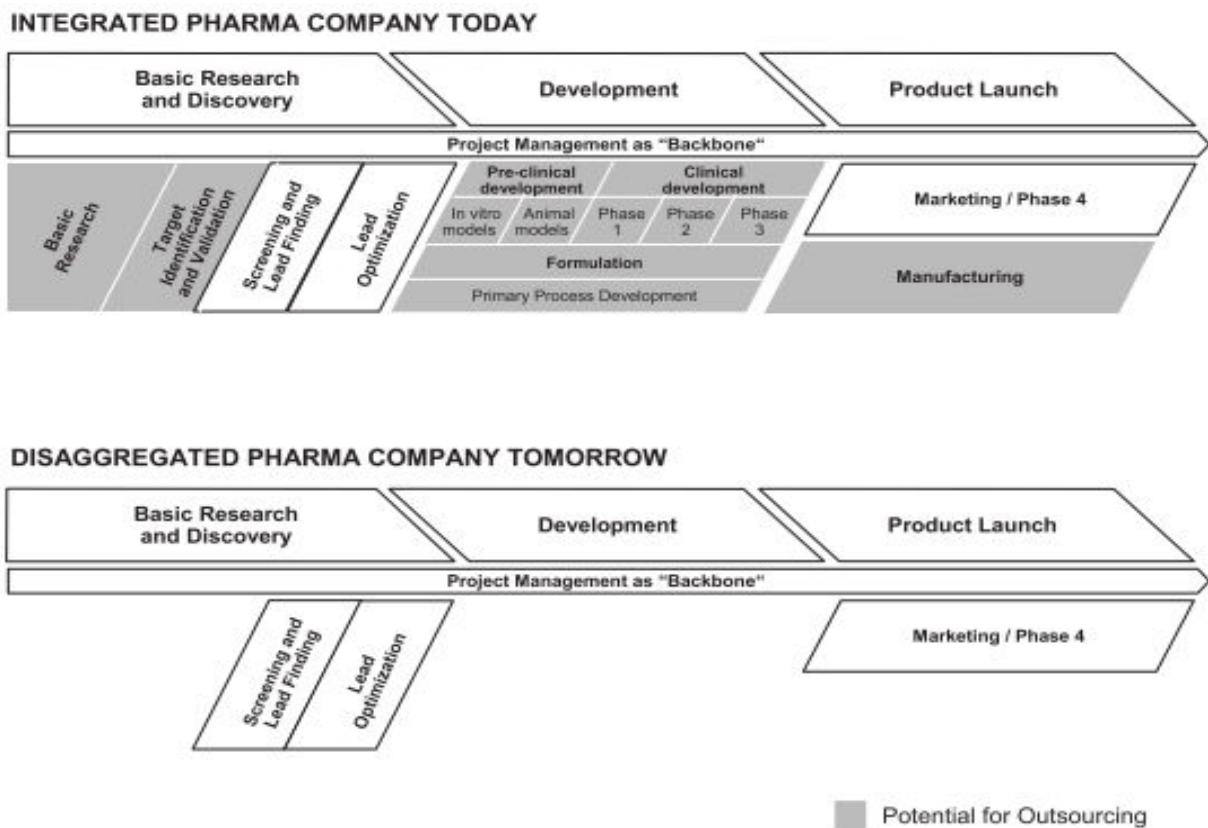 INTEGRATED PHARMA COMPANY TODAY
Basic Research
and Discovery
Development
Product Launch
Project Management as "Backbone“
Basic
Research
Target
Identification
and Validation
Screening and
Lead Finding
Lead
Optimization
Pre-clinical
development
Clinical
development
In vitro
models
Animal
models
Phase
1
Phase
2
Phase
3
Formulation
Primary Process Development
Marketing / Phase 4
Manufacturing
DISAGGREGATED PHARMA COMPANY TOMORROW
Basic Research
and Discovery
Development
Product Launch
Project Management as "Backbone“
Screening and
Lead Finding
Lead
Optimization
Marketing / Phase 4
Potential for Outsourcing